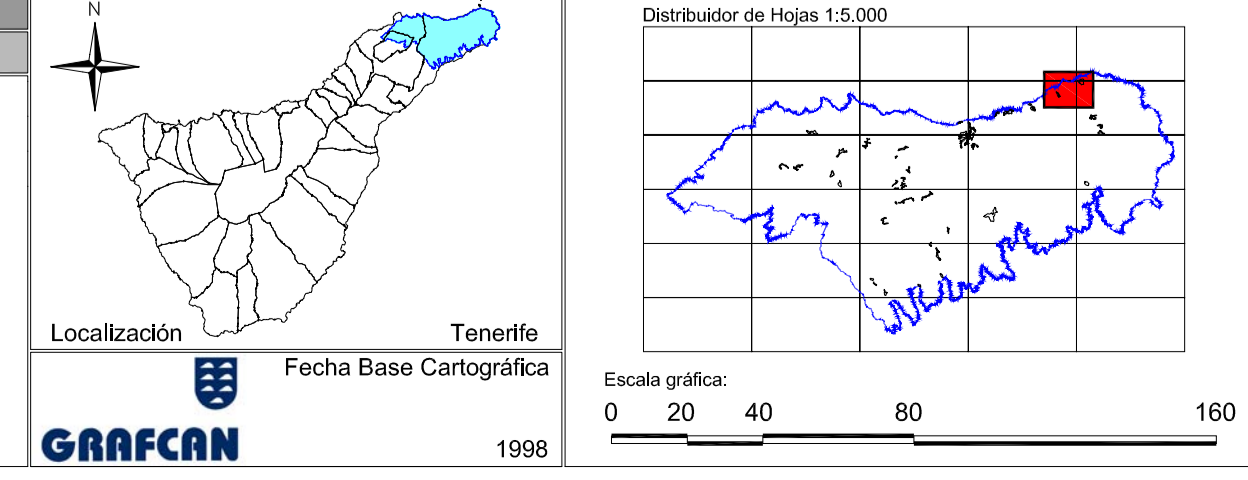 N
Localización
Tenerife
Fecha Base Cartográfica
GRAFCAN
1998
Distribuidor de Hojas 1:5.000
Escala gráfica:
0 20 40 80 160